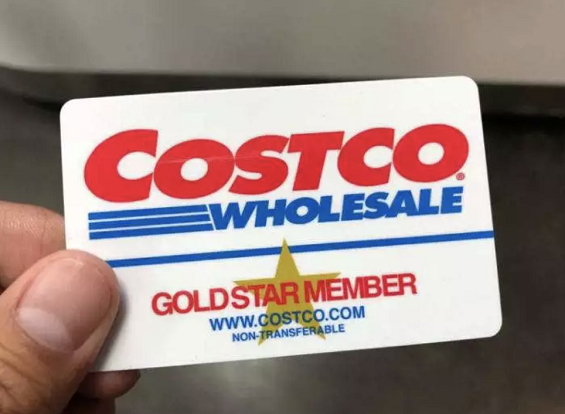 COSTCO®
WHOLESALE
GOLD STAR MEMBER
WWW.COSTCO.COM
NON-TRANSFERABLE